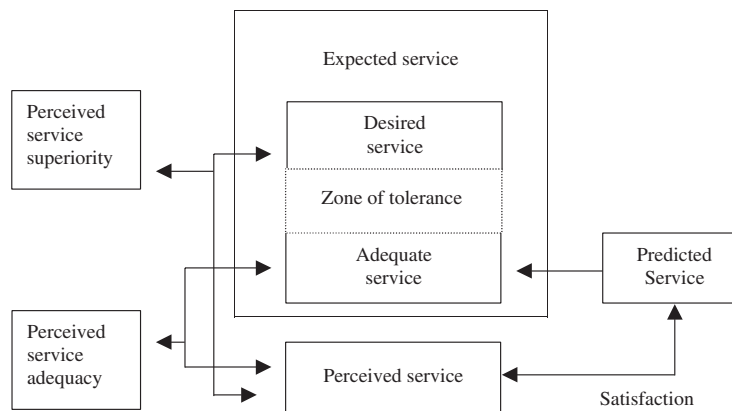 Expected service
Perceived
service
superiority
Desired
service
Zone of tolerance
Adequate
service
Predicted
Service
Perceived
service
adequacy
Perceived service
Satisfaction